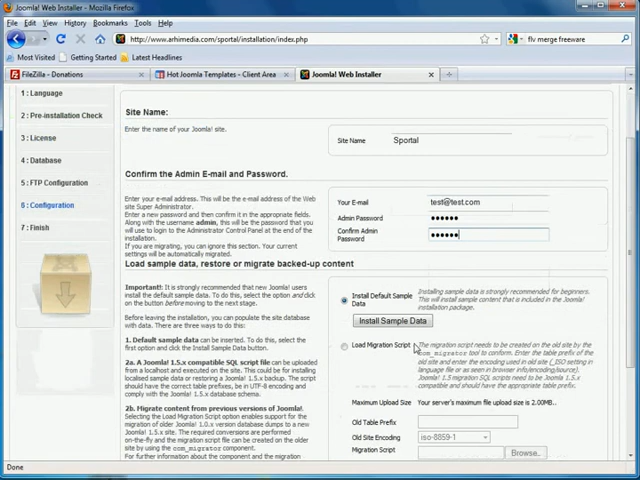 Joomla! Web Installer - Mozilla Firefox
File Edit View History Bookmarks Tools Help
http://www.arhimedia.com/sportal/installation/index.php
flv merge freeware
Most Visited Getting Started Latest Headlines
FileZilla - Donations
Hot Joomla Templates - Client Area
Joomla! Web Installer
1 : Language
2 : Pre-installation Check
3 : License
4 : Database
5 : FTP Configuration
6 : Configuration
7 : Finish
Site Name:
Enter the name of your Joomla! site.
Site Name
Sportal
Confirm the Admin E-mail and Password.
Enter your e-mail address. This will be the e-mail address of the Web
site Super Administrator.
Enter a new password and then confirm it in the appropriate fields.
Along with the username admin, this will be the password that you
will use to login to the Administrator Control Panel at the end of the
installation.
If you are migrating, you can ignore this section. Your current
settings will be automatically migrated.
Your E-mail
test@test.com
Admin Password
Confirm Admin
Password
Load sample data, restore or migrate backed-up content
Important!: It is strongly recommended that new Joomla! users
install the default sample data. To do this, select the option and click
on the button before moving to the next stage.
Before leaving the installation, you can populate the site database
with data. There are three ways to do this:
1. Default sample data can be inserted. To do this, select the
first option and click the Install Sample Data button.
2a. A Joomla! 1.5.x compatible SQL script file can be uploaded
from a localhost and executed on the site. This could be for installing
localised sample data or restoring a Joomla! 1.5.x backup. The
script should have the correct table prefixes, be in UTF-8 encoding
and comply with Joomla! 1.5.x database schema.
2b. Migrate content from previous versions of Joomla!.
Selecting the Load Migration Script option enables support for
the migration of older Joomla! 1.0.x version database dumps to a
new Joomla! 1.5 site. The required conversions are performed
on-the-fly and the migration script file can be created on the
older site by using the com_migrator component.
For further information about the component and the migration
Install Default Sample
Data
Installing sample data is strongly recommended for beginners.
This will install sample content that is included in the Joomla!
installation package.
Install Sample Data
Load Migration Script
The migration script needs to be created on the old site by the
com_migrator tool to conform. Enter the table prefix of the
old site and enter the encoding used in old site (_ISO setting in
language file or as seen in browser info/encoding/source).
Joomla! 1.5 migration SQL scripts need to be Joomla! 1.5.x
compatible and should have the appropriate table prefix.
Maximum Upload Size
Your server's maximum file upload size is 2.00MB..
Old Table Prefix
Old Site Encoding
iso-8859-1
Migration Script
Browse..
Done